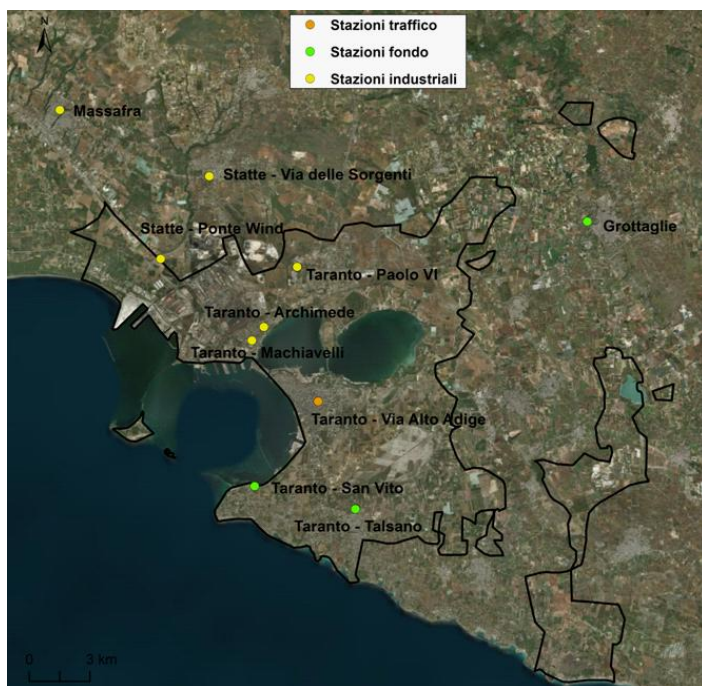 N
Stazioni traffico
Stazioni fondo
Stazioni industriali
Massafra
Statte - Via delle Sorgenti
Statte - Ponte Wind
Grottaglie
Taranto - Paolo VI
Taranto - Archimede
Taranto - Machiavelli
Taranto - Via Alto Adige
Taranto - San Vito
Taranto - Talsano
0 3 km